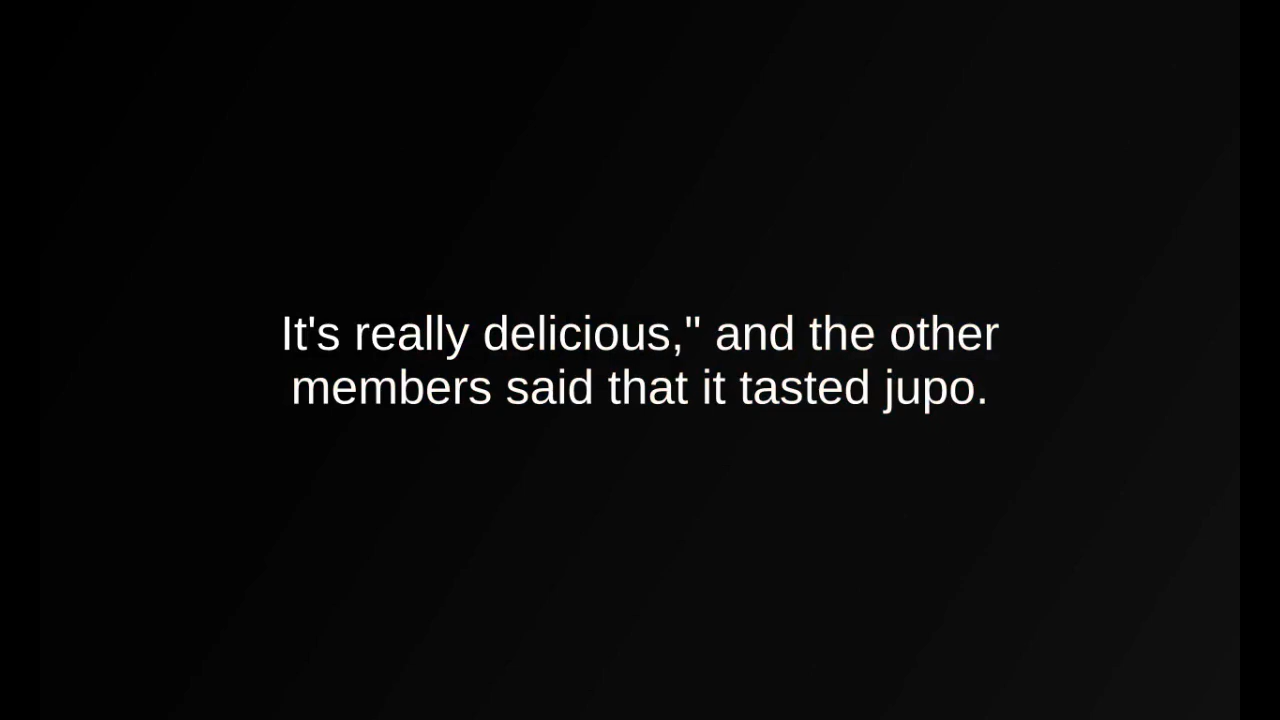 It's really delicious," and the other
members said that it tasted jupo.